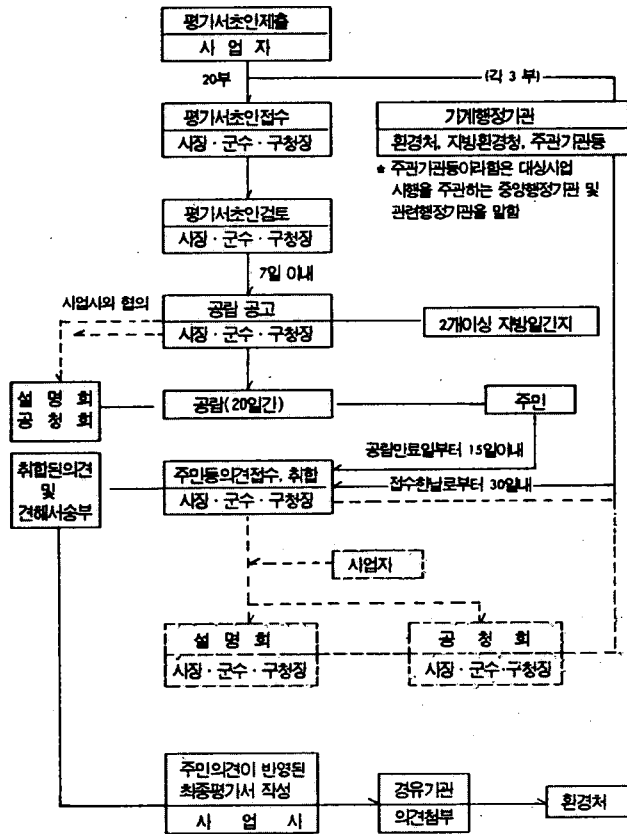 평가서초안제출
사 업 자
20부
(각 3 부)
평가서초안접수
시장·군수·구청장
기계행정기관
환경처, 지방환경청, 주관기관등
* 주관기관등이라함은 대상사업
시행을 주관하는 중앙행정기관 및
관련행정기관을 말함
평가서초안검토
시장·군수·구청장
7일 이내
사업시와 협의
공람 공고
시장·군수·구청장
2개이상 지방일간지
설 명 회
공 청 회
공람(20일간)
주민
공람만료일부터 15일이내
취합된의견
및
견해서송부
주민등의견접수, 취합
시장·군수·구청장
접수한날로부터 30일내
시업자
설 명 회
시장·군수·구청장
공 청 회
시장·군수·구청장
주민의견이 반영된
최종평가서 작성
사 업 시
경유기관
의견첨부
환경처